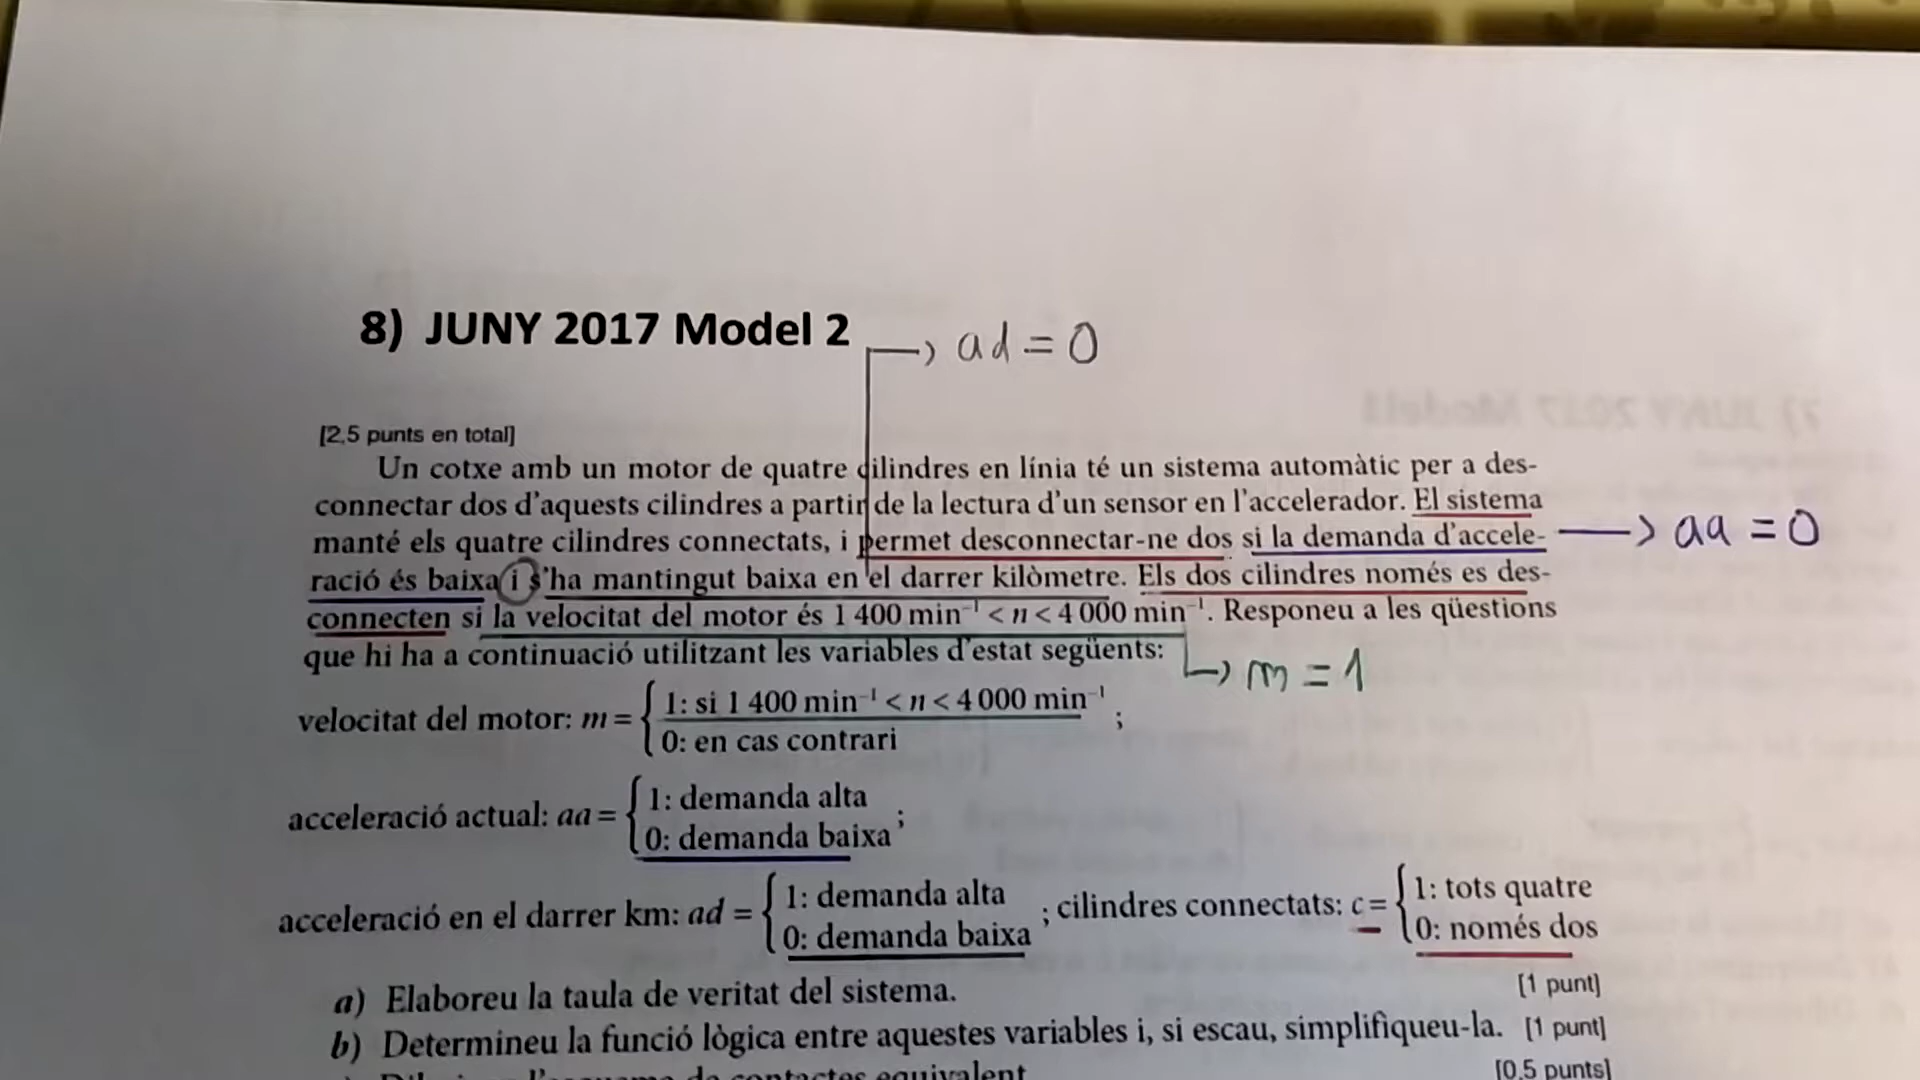 8) JUNY 2017 Model 2
→ ad = 0
[2,5 punts en total]
Un cotxe amb un motor de quatre cilindres en línia té un sistema automàtic per a des-
connectar dos d'aquests cilindres a partir de la lectura d'un sensor en l'accelerador. El sistema
manté els quatre cilindres connectats, i permet desconnectar-ne dos si la demanda d'accele- → aa = 0
ració és baixa i s'ha mantingut baixa en el darrer kilòmetre. Els dos cilindres només es des-
connecten si la velocitat del motor és 1 400 min⁻¹ < n < 4 000 min⁻¹. Responeu a les qüestions
que hi ha a continuació utilitzant les variables d'estat següents: → m = 1
velocitat del motor: m = { 1: si 1 400 min⁻¹ < n < 4 000 min⁻¹ ;
0: en cas contrari
acceleració actual: aa = { 1: demanda alta ;
0: demanda baixa
acceleració en el darrer km: ad = { 1: demanda alta ; cilindres connectats: c = { 1: tots quatre
0: demanda baixa 0: només dos
a) Elaboreu la taula de veritat del sistema. [1 punt]
b) Determineu la funció lògica entre aquestes variables i, si escau, simplifiqueu-la. [1 punt]
contactes equivalent [0,5 punts]